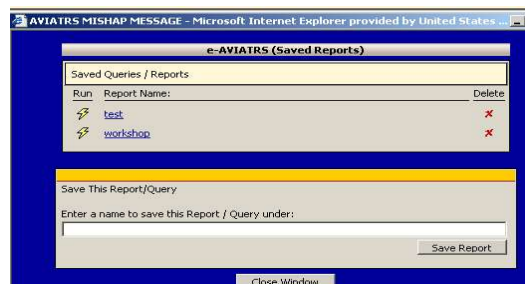 AVIATRS MISHAP MESSAGE - Microsoft Internet Explorer provided by United States ...
e-AVIATRS (Saved Reports)
Saved Queries / Reports
Run Report Name: Delete
test
workshop
Save This Report/Query
Enter a name to save this Report / Query under:
Save Report
Close Window